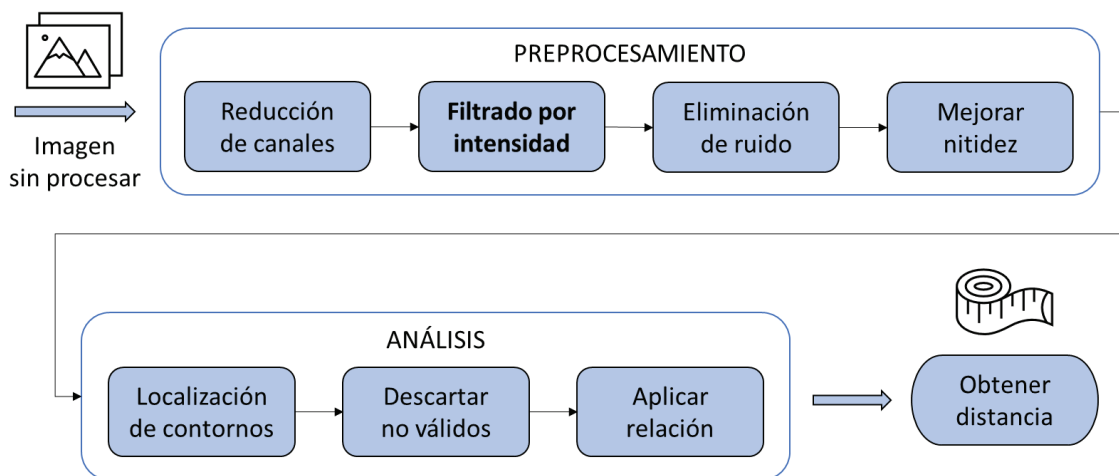 PREPROCESAMIENTO
Imagen
sin procesar
Reducción
de canales
Filtrado por
intensidad
Eliminación
de ruido
Mejorar
nitidez
ANÁLISIS
Localización
de contornos
Descartar
no válidos
Aplicar
relación
Obtener
distancia